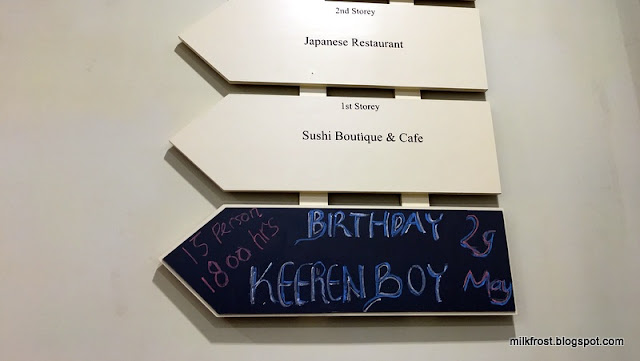 2nd Storey
Japanese Restaurant
1st Storey
Sushi Boutique & Cafe
15 Person
1800 hrs
BIRTHDAY
KEERENBOY
29
May
milkfrost.blogspot.com